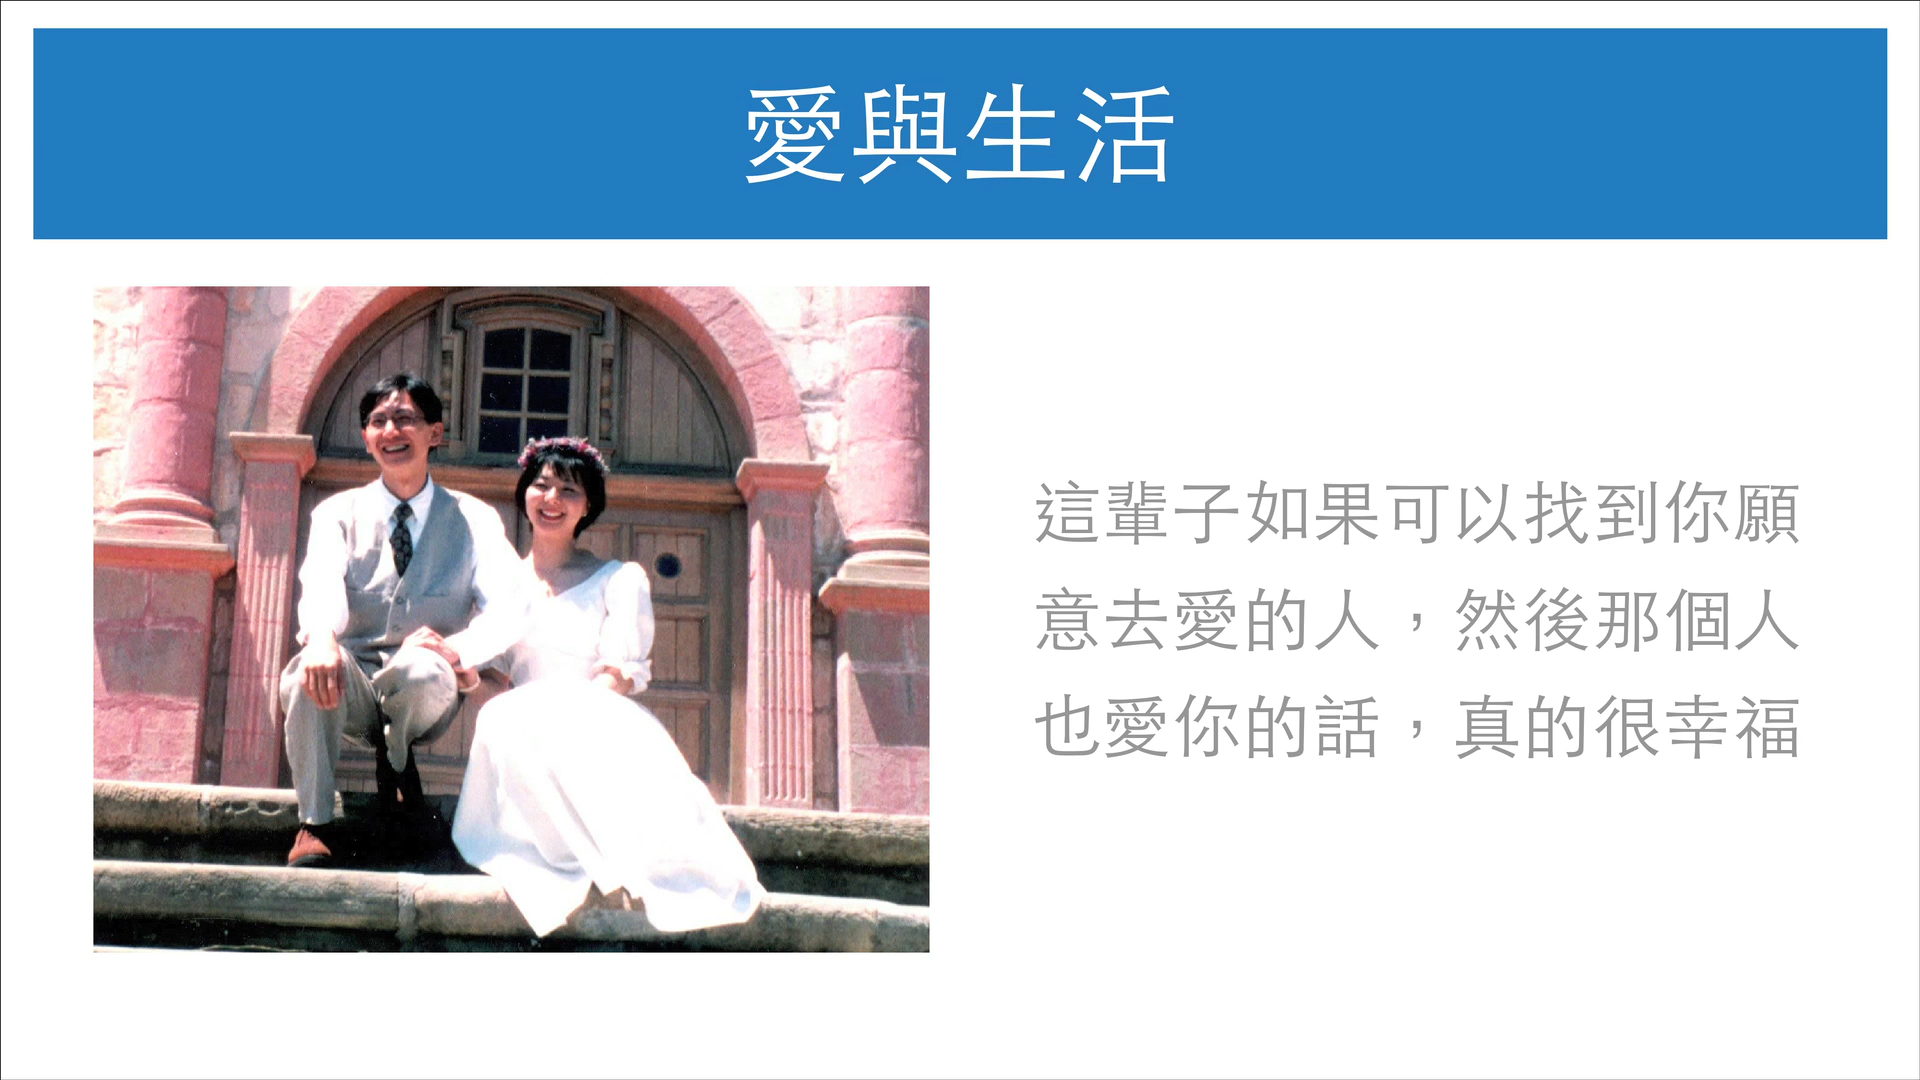 愛與生活
這輩子如果可以找到你願
意去愛的人，然後那個人
也愛你的話，真的很幸福